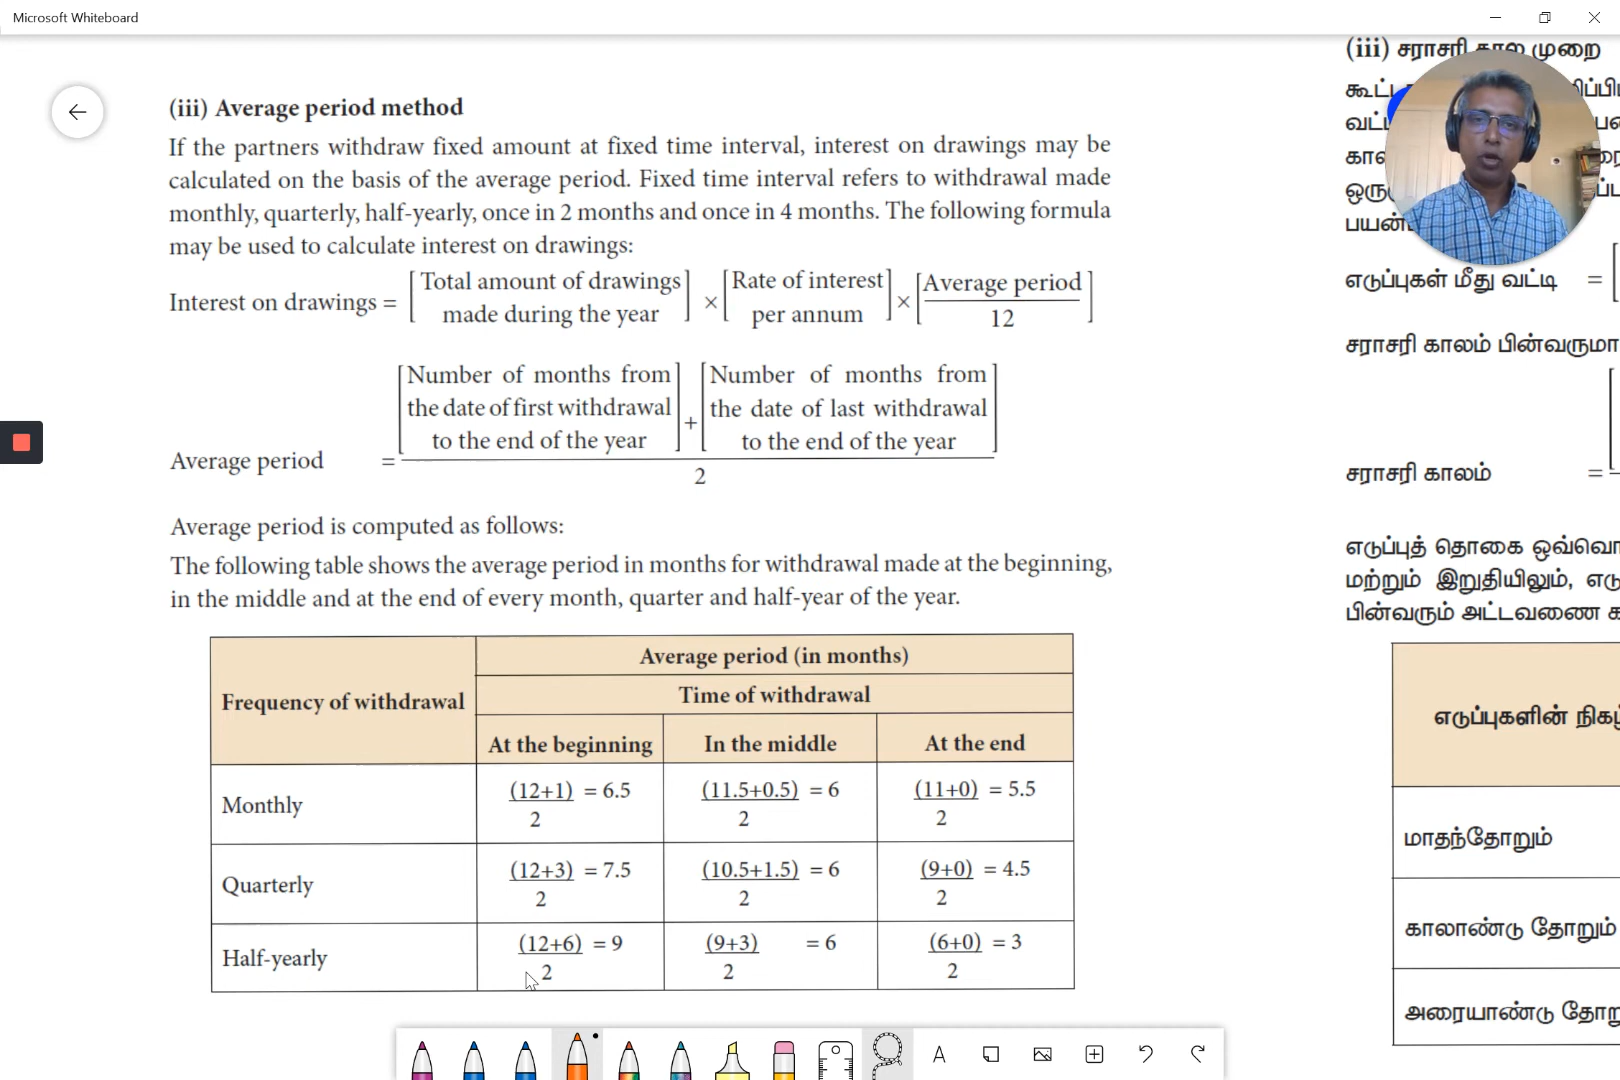 Microsoft Whiteboard
(iii) Average period method
If the partners withdraw fixed amount at fixed time interval, interest on drawings may be
calculated on the basis of the average period. Fixed time interval refers to withdrawal made
monthly, quarterly, half-yearly, once in 2 months and once in 4 months. The following formula
may be used to calculate interest on drawings:
Interest on drawings = [Total amount of drawings made during the year] × [Rate of interest per annum] × [Average period / 12]
Average period = [Number of months from the date of first withdrawal to the end of the year] + [Number of months from the date of last withdrawal to the end of the year] / 2
Average period is computed as follows:
The following table shows the average period in months for withdrawal made at the beginning,
in the middle and at the end of every month, quarter and half-year of the year.
Frequency of withdrawal
Average period (in months)
Time of withdrawal
At the beginning In the middle At the end
Monthly (12+1)/2 = 6.5 (11.5+0.5)/2 = 6 (11+0)/2 = 5.5
Quarterly (12+3)/2 = 7.5 (10.5+1.5)/2 = 6 (9+0)/2 = 4.5
Half-yearly (12+6)/2 = 9 (9+3)/2 = 6 (6+0)/2 = 3
(iii) சராசரி கால முறை
எடுப்புகள் மீது வட்டி = [
சராசரி காலம்
சராசரி காலம் =
எடுப்புத் தொகை
மற்றும் இறுதியிலும்,
பின்வரும் அட்டவணை
எடுப்புகளின்
மாதந்தோறும்
காலாண்டு தோறும்
அரையாண்டு